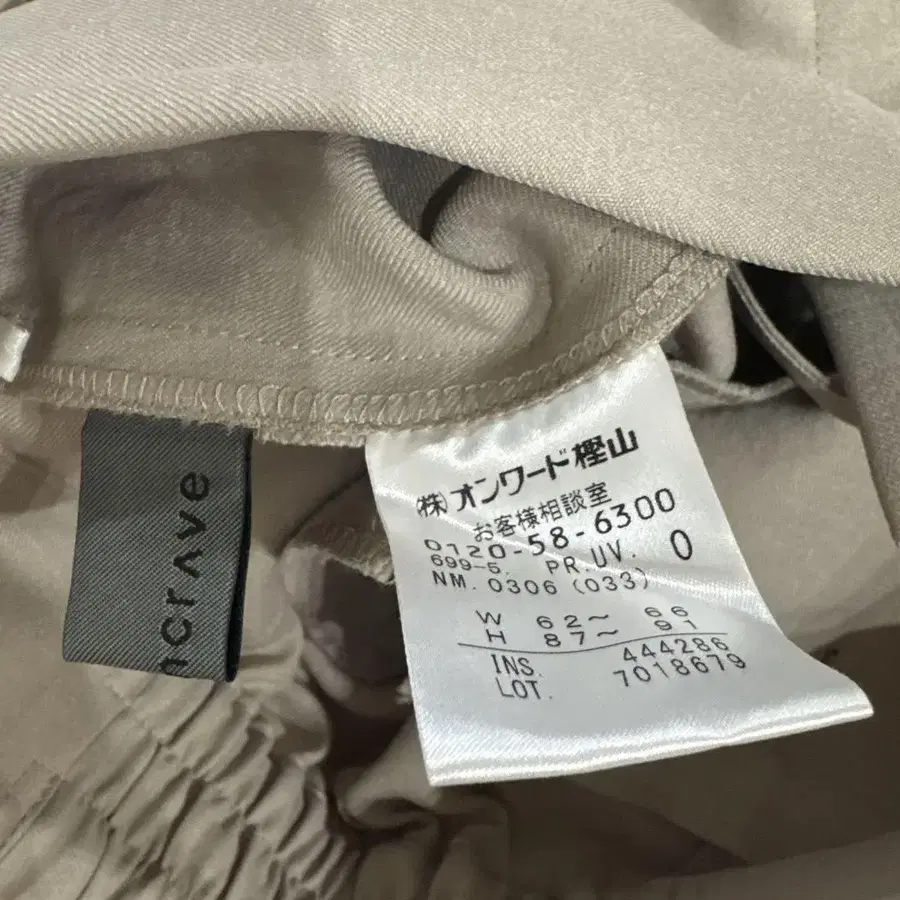 ncrave
(株)オンワード樫山
お客様相談室
0120-58-6300
699-5. PR.UV. 0
NM. 0306 (033)
W 62～ 66
H 87～ 91
INS. 444286
LOT. 7018679